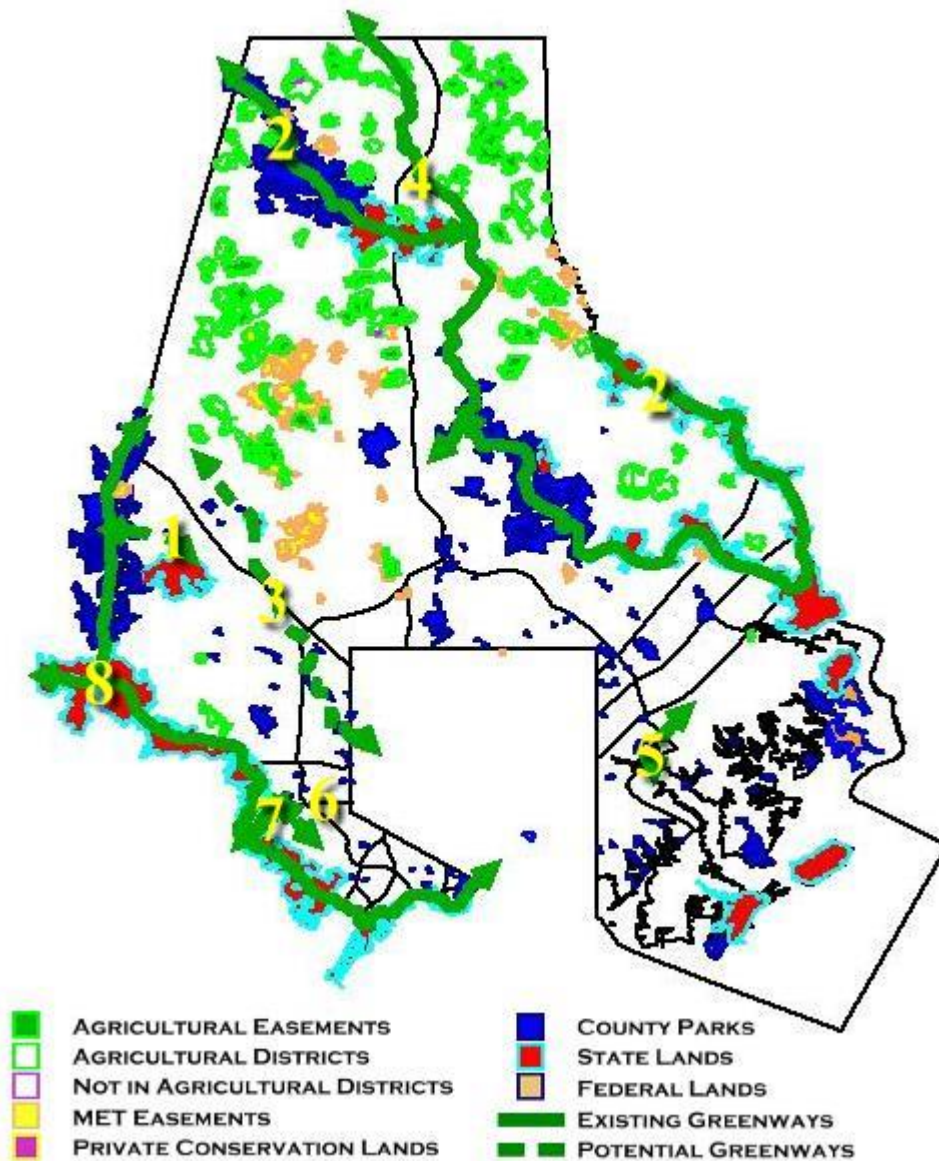 2
4
2
1
3
8
5
6
7
AGRICULTURAL EASEMENTS
AGRICULTURAL DISTRICTS
NOT IN AGRICULTURAL DISTRICTS
MET EASEMENTS
PRIVATE CONSERVATION LANDS
COUNTY PARKS
STATE LANDS
FEDERAL LANDS
EXISTING GREENWAYS
POTENTIAL GREENWAYS